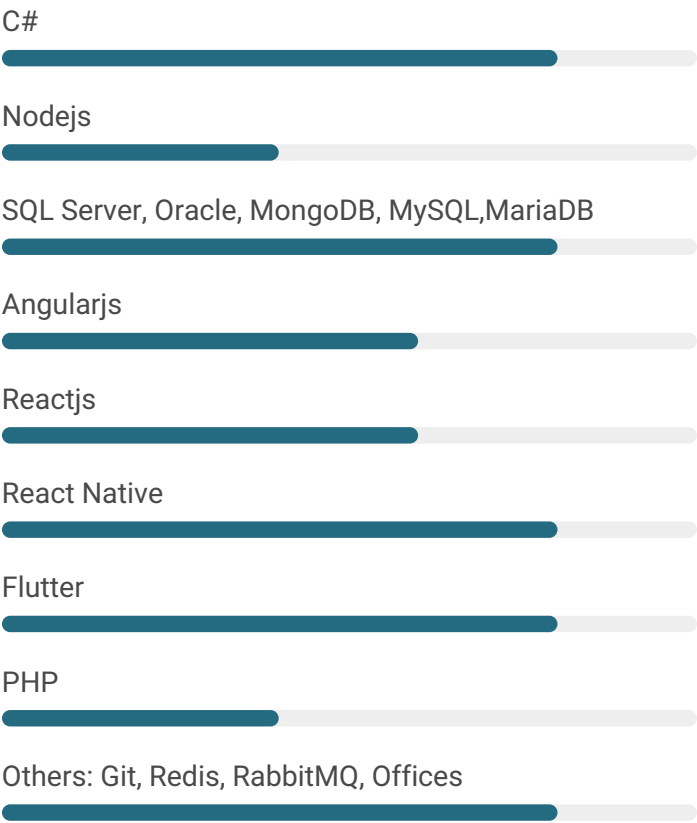 C#
Nodejs
SQL Server, Oracle, MongoDB, MySQL,MariaDB
Angularjs
Reactjs
React Native
Flutter
PHP
Others: Git, Redis, RabbitMQ, Offices